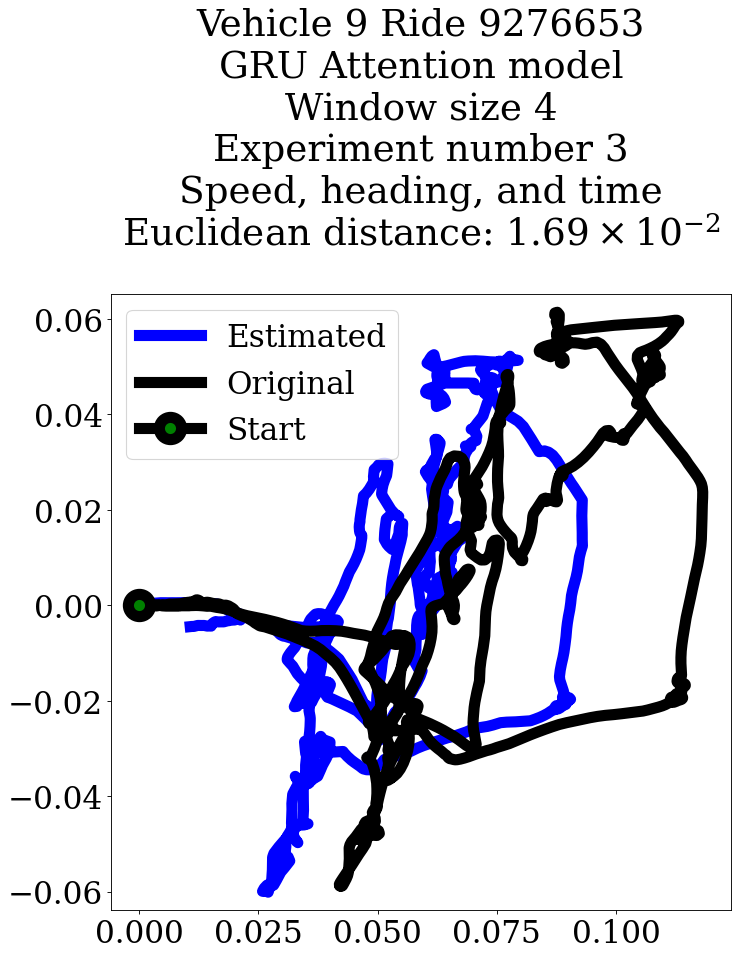 Vehicle 9 Ride 9276653
GRU Attention model
Window size 4
Experiment number 3
Speed, heading, and time
Euclidean distance: 1.69 × 10⁻²
Estimated
Original
Start
0.06
0.04
0.02
0.00
−0.02
−0.04
−0.06
0.000 0.025 0.050 0.075 0.100